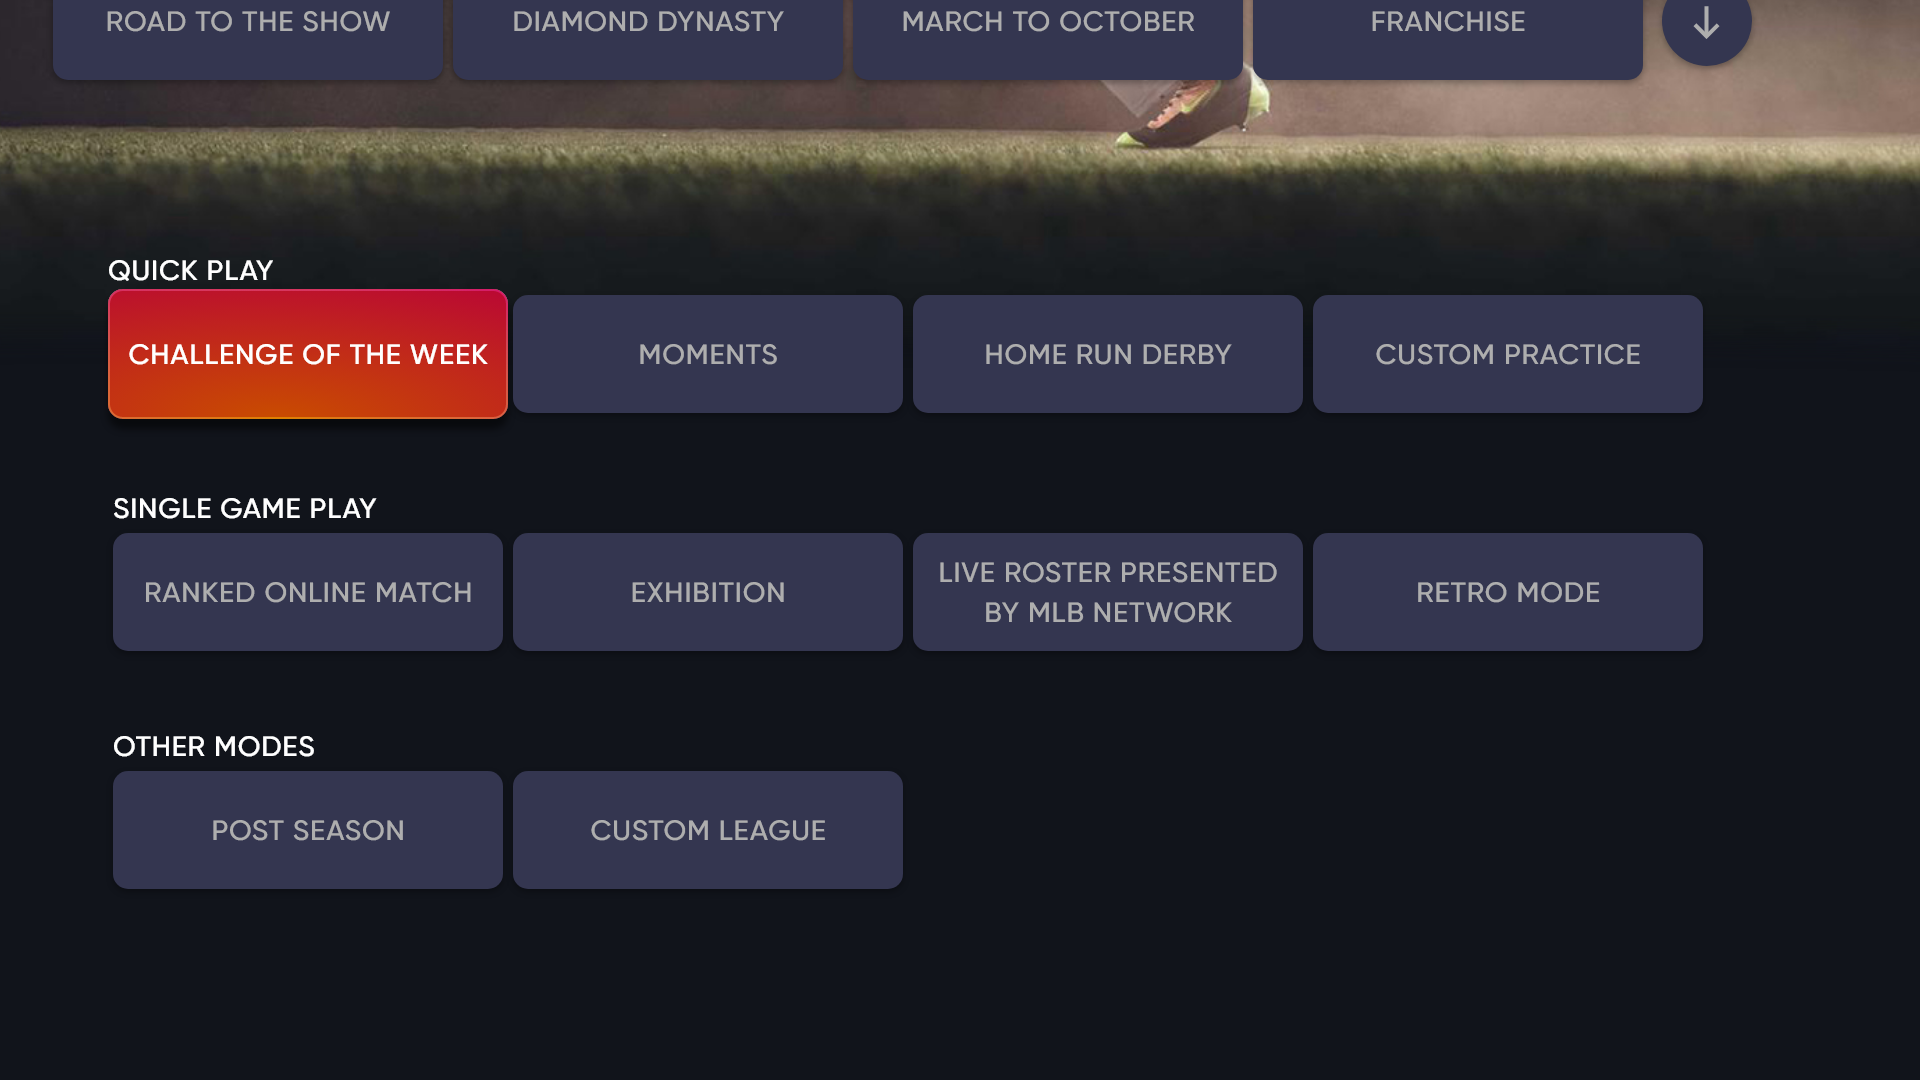 ROAD TO THE SHOW
DIAMOND DYNASTY
MARCH TO OCTOBER
FRANCHISE
QUICK PLAY
CHALLENGE OF THE WEEK
MOMENTS
HOME RUN DERBY
CUSTOM PRACTICE
SINGLE GAME PLAY
RANKED ONLINE MATCH
EXHIBITION
LIVE ROSTER PRESENTED
BY MLB NETWORK
RETRO MODE
OTHER MODES
POST SEASON
CUSTOM LEAGUE